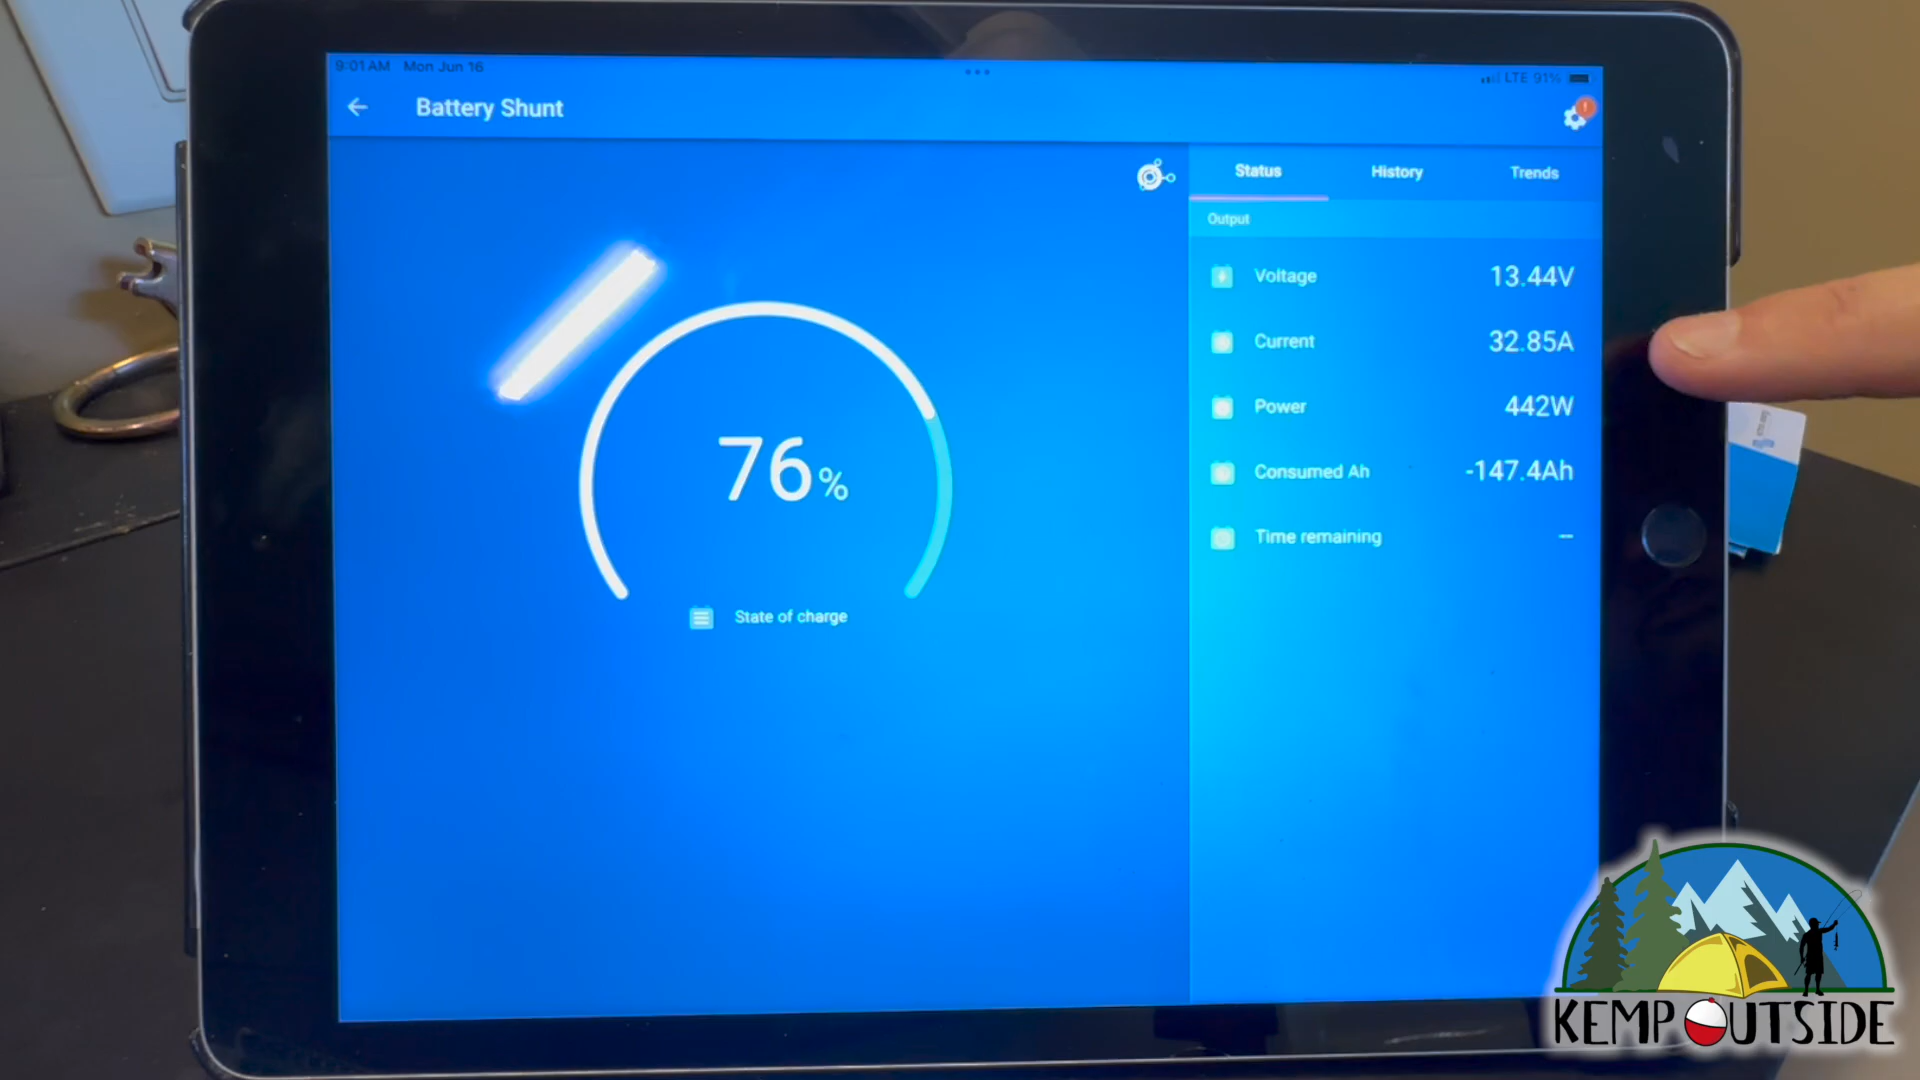 9:01 AM Mon Jun 16
LTE 91%
Battery Shunt
Status History Trends
Output
Voltage 13.44V
Current 32.85A
Power 442W
Consumed Ah -147.4Ah
Time remaining --
76%
State of charge
KEMP OUTSIDE